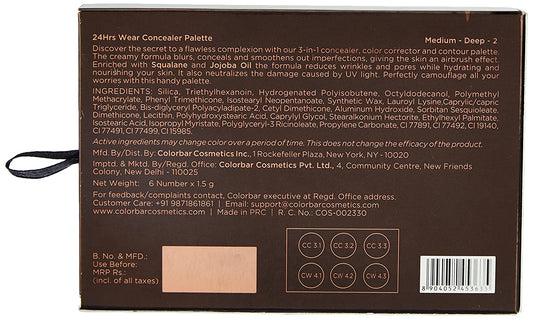 24Hrs Wear Concealer Palette
Medium - Deep - 2
Discover the secret to a flawless complexion with our 3-in-1 concealer, color corrector and contour palette.
The creamy formula blurs, conceals and smoothens out imperfections, giving the skin an airbrush effect.
Enriched with Squalane and Jojoba Oil the formula reduces wrinkles and pores while hydrating and
nourishing your skin. It also neutralizes the damage caused by UV light. Perfectly camouflage all your
worries with this handy palette.
INGREDIENTS: Silica, Triethylhexanoin, Hydrogenated Polyisobutene, Octyldodecanol, Polymethyl
Methacrylate, Phenyl Trimethicone, Isostearyl Neopentanoate, Synthetic Wax, Lauroyl Lysine,Caprylic/capric
Triglyceride, Bis-diglyceryl Polyacyladipate-2, Cetyl Dimethicone, Aluminum Hydroxide, Sorbitan Sesquioleate,
Dimethicone, Lecithin, Polyhydroxystearic Acid, Caprylyl Glycol, Stearalkonium Hectorite, Ethylhexyl Palmitate,
Isostearic Acid, Isopropyl Myristate, Polyglyceryl-3 Ricinoleate, Propylene Carbonate, CI 77891, CI 77492, CI 19140,
CI 77491, CI 77499, CI 15985.
Active ingredients may change color over a period of time. This does not change the efficacy of the product.
Mfd. By/Dist. By: Colorbar Cosmetics Inc., 1 Rockefeller Plaza, New York, NY - 10020
Imptd. & Mktd. By/Regd. Office: Colorbar Cosmetics Pvt. Ltd., 4, Community Centre, New Friends
Colony, New Delhi - 110025
Net Weight: 6 Number x 1.5 g
For feedback/complaints contact, Colorbar executive at Regd. Office address.
Customer Care: +91 9871861861 | Email: support@colorbarcosmetics.com
www.colorbarcosmetics.com | Made in PRC | R. C. No.: COS-002330
B. No. & MFD.:
Use Before:
MRP Rs.:
(incl. of all taxes)
CC 3.1 CC 3.2 CC 3.3
CW 4.1 CW 4.2 CW 4.3
8 904052 453635